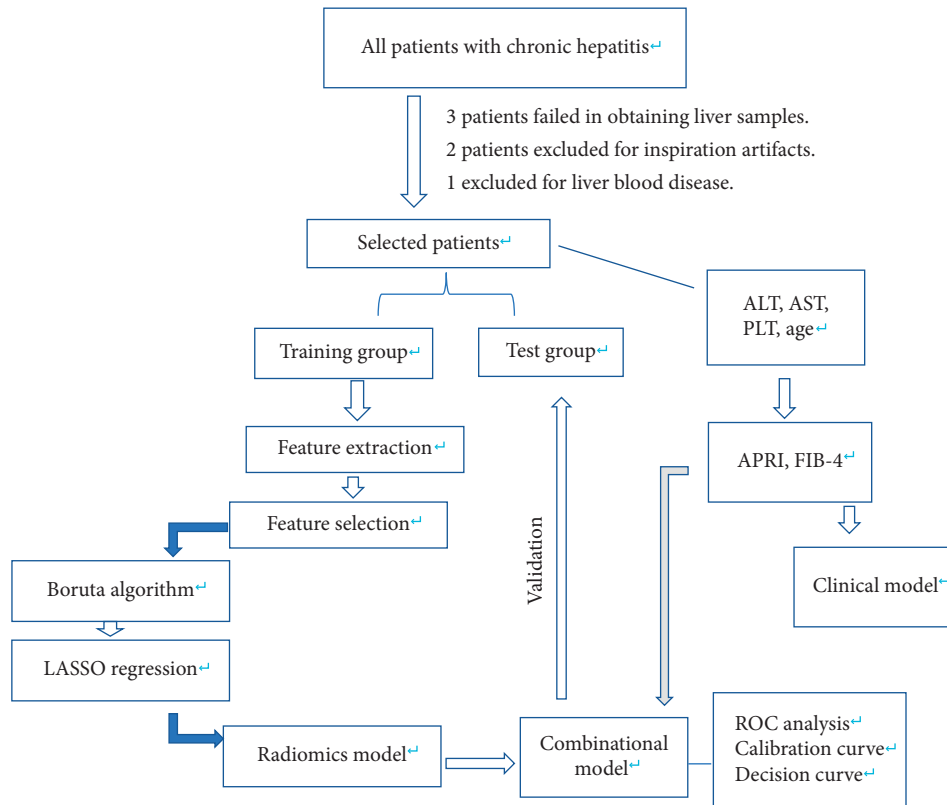 All patients with chronic hepatitis↵
3 patients failed in obtaining liver samples.
2 patients excluded for inspiration artifacts.
1 excluded for liver blood disease.
Selected patients↵
ALT, AST,
PLT, age↵
Training group↵
Test group↵
Feature extraction↵
APRI, FIB-4↵
Feature selection↵
Validation
Boruta algorithm↵
Clinical model↵
LASSO regression↵
Radiomics model↵
Combinational
model↵
ROC analysis↵
Calibration curve↵
Decision curve↵